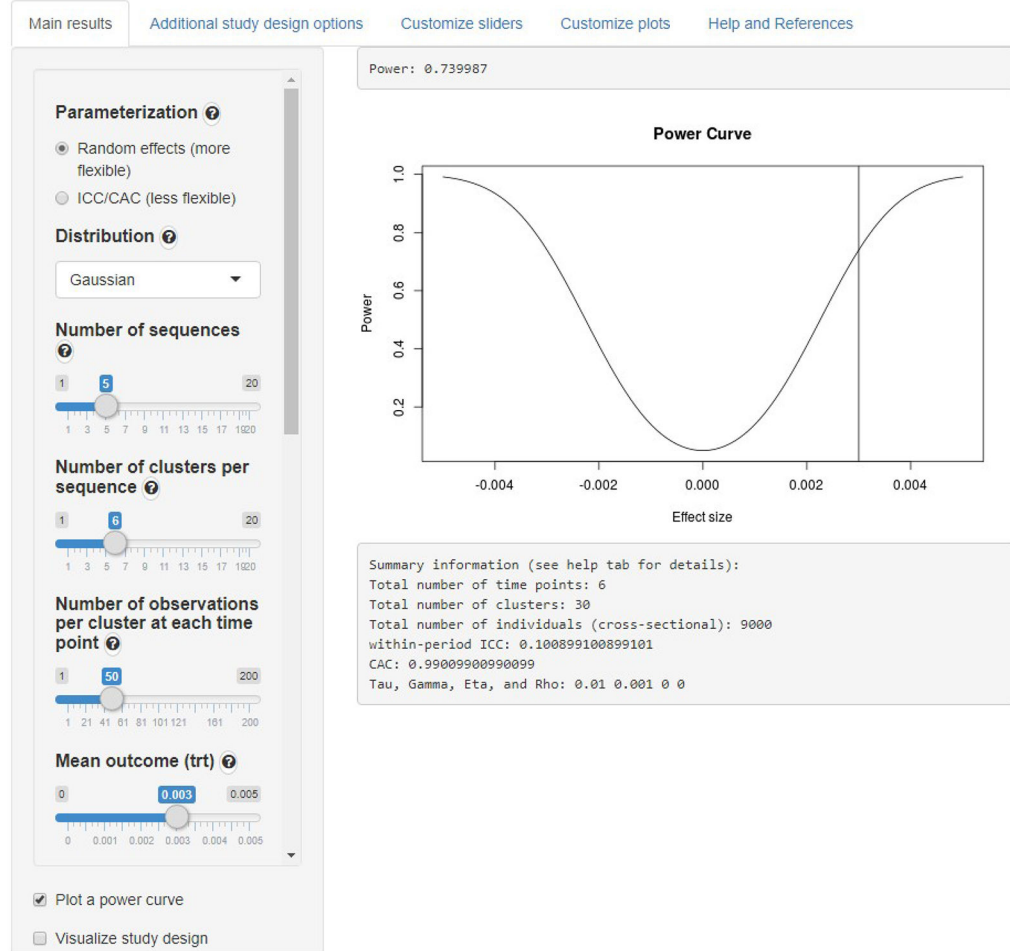 Main results Additional study design options Customize sliders Customize plots Help and References
Parameterization ?
Random effects (more
flexible)
ICC/CAC (less flexible)
Distribution ?
Gaussian
Number of sequences
?
1 5 20
1 3 5 7 9 11 13 15 17 19 20
Number of clusters per
sequence ?
1 6 20
1 3 5 7 9 11 13 15 17 19 20
Number of observations
per cluster at each time
point ?
1 50 200
1 21 41 61 81 101 121 161 200
Mean outcome (trt) ?
0 0.003 0.005
0 0.001 0.002 0.003 0.004 0.005
Plot a power curve
Visualize study design
Power: 0.739987
Power Curve
Power
1.0
0.8
0.6
0.4
0.2
-0.004 -0.002 0.000 0.002 0.004
Effect size
Summary information (see help tab for details):
Total number of time points: 6
Total number of clusters: 30
Total number of individuals (cross-sectional): 9000
within-period ICC: 0.100899100899101
CAC: 0.99009900990099
Tau, Gamma, Eta, and Rho: 0.01 0.001 0 0